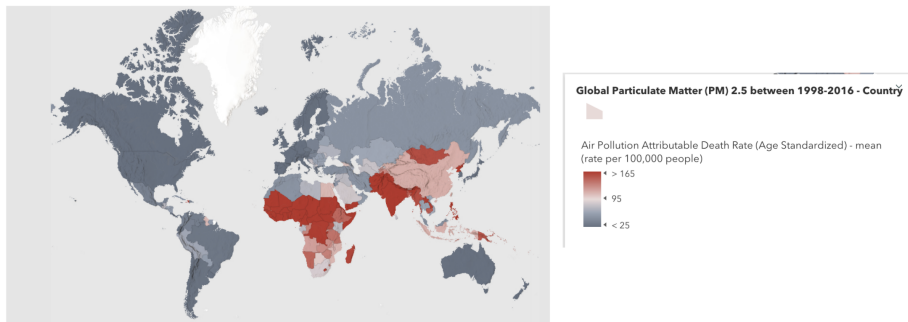 Global Particulate Matter (PM) 2.5 between 1998-2016 - Country
Air Pollution Attributable Death Rate (Age Standardized) - mean
(rate per 100,000 people)
> 165
95
< 25